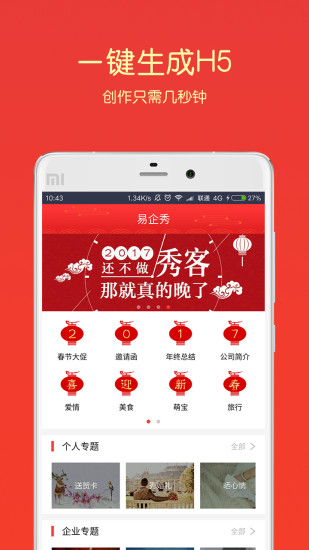 一键生成H5
创作只需几秒钟
MI
10:43
1.34K/s
联通 4G
27%
易企秀
2017
秀客
还不做
那就真的晚了
2 0 1 7
春节大促 邀请函 年终总结 公司简介
喜 迎 新 春
爱情 美食 萌宝 旅行
个人专题 全部
送贺卡
晒心情
企业专题 全部